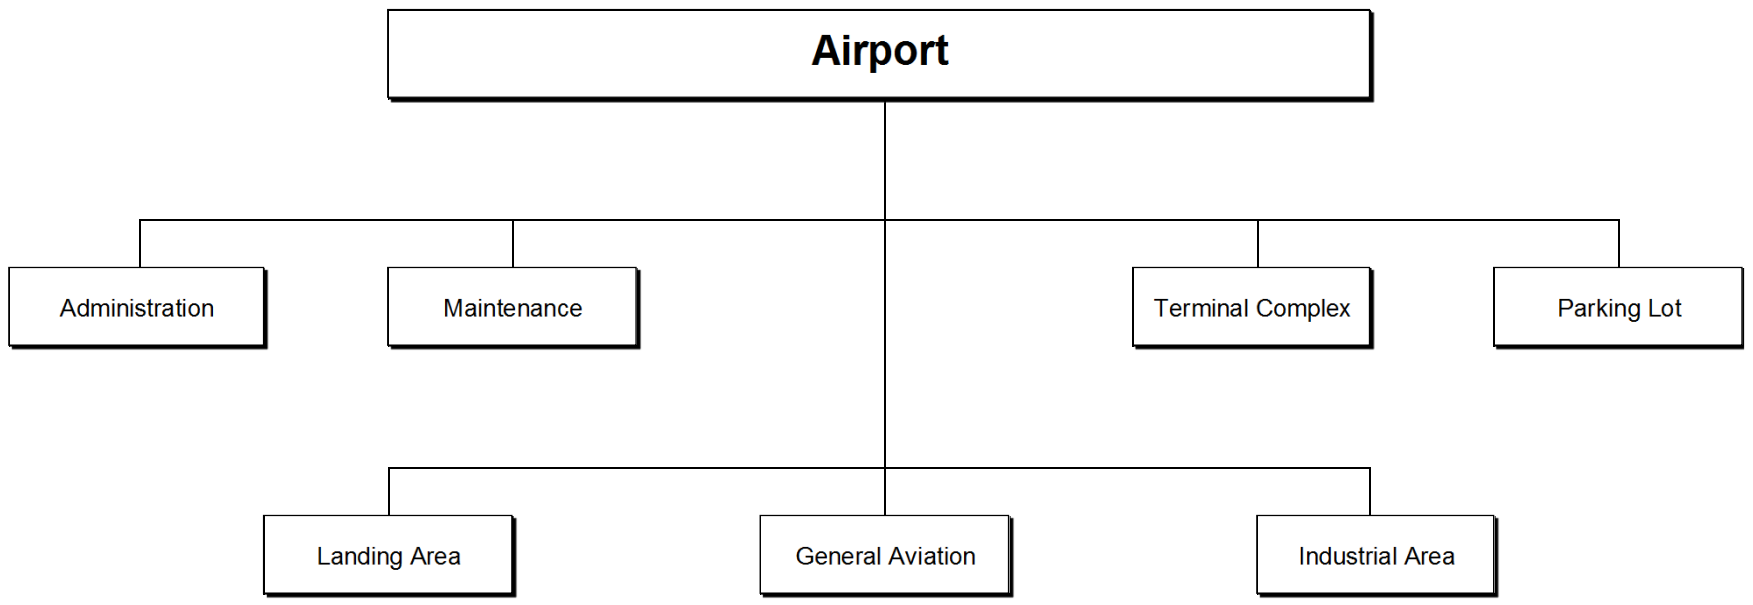 Airport
Administration
Maintenance
Terminal Complex
Parking Lot
Landing Area
General Aviation
Industrial Area